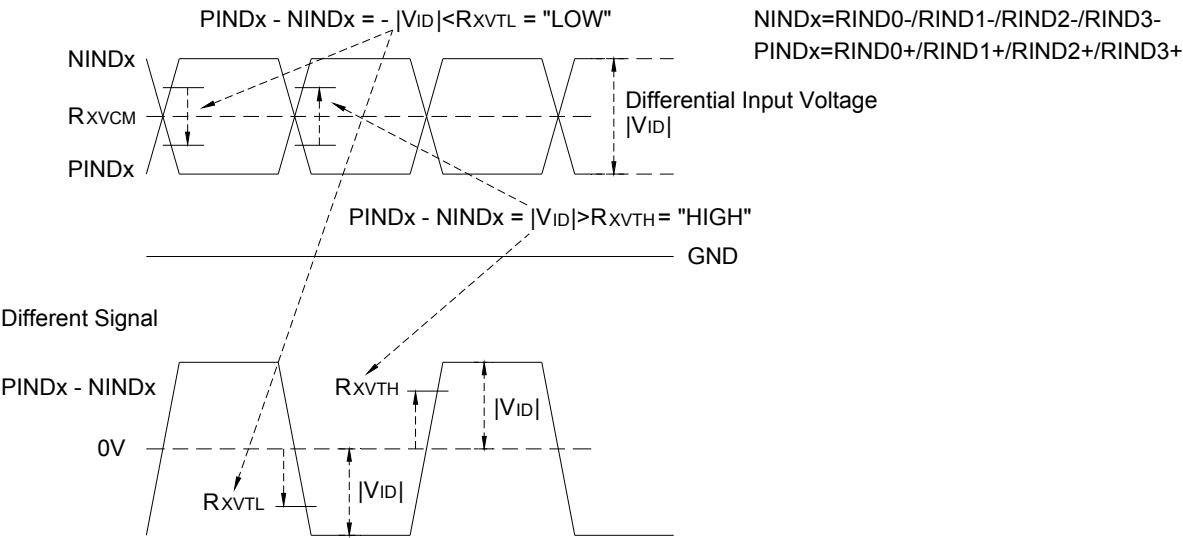 PINDx - NINDx = - |VID|<RXVTL = "LOW"
NINDx=RIND0-/RIND1-/RIND2-/RIND3-
PINDx=RIND0+/RIND1+/RIND2+/RIND3+
NINDx
RXVCM
PINDx
Differential Input Voltage
|VID|
PINDx - NINDx = |VID|>RXVTH= "HIGH"
GND
Different Signal
PINDx - NINDx
RXVTH
|VID|
0V
RXVTL
|VID|